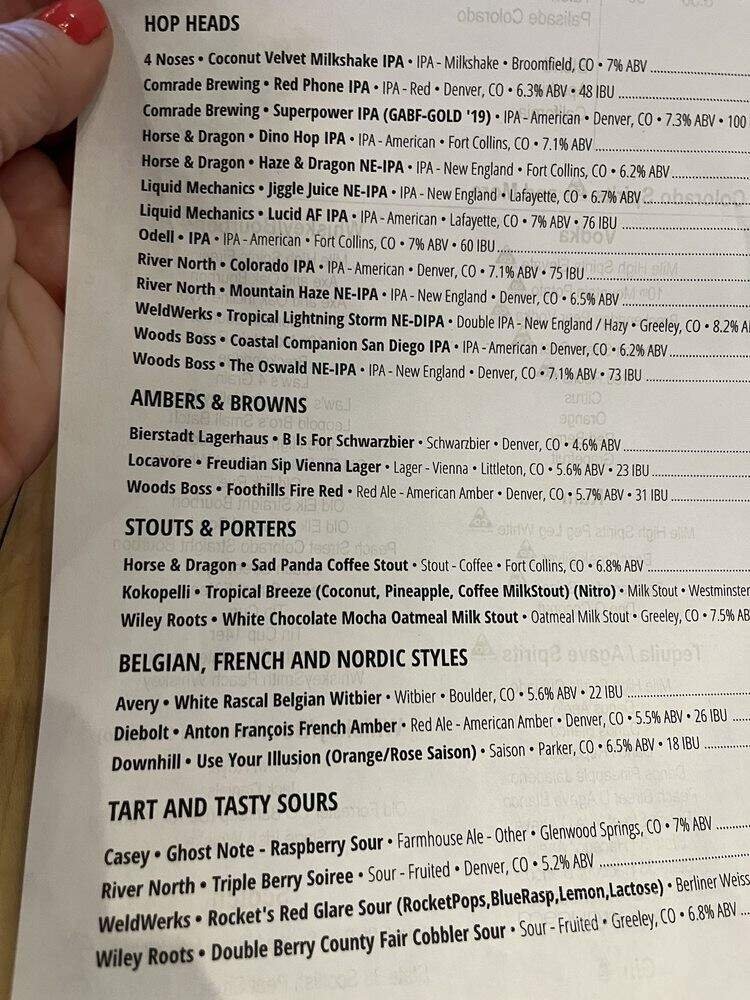 HOP HEADS
4 Noses • Coconut Velvet Milkshake IPA • IPA - Milkshake • Broomfield, CO • 7% ABV
Comrade Brewing • Red Phone IPA • IPA - Red • Denver, CO • 6.3% ABV • 48 IBU
Comrade Brewing • Superpower IPA (GABF-GOLD '19) • IPA - American • Denver, CO • 7.3% ABV • 100
Horse & Dragon • Dino Hop IPA • IPA - American • Fort Collins, CO • 7.1% ABV
Horse & Dragon • Haze & Dragon NE-IPA • IPA - New England • Fort Collins, CO • 6.2% ABV
Liquid Mechanics • Jiggle Juice NE-IPA • IPA - New England • Lafayette, CO • 6.7% ABV
Liquid Mechanics • Lucid AF IPA • IPA - American • Lafayette, CO • 7% ABV • 76 IBU
Odell • IPA • IPA - American • Fort Collins, CO • 7% ABV • 60 IBU
River North • Colorado IPA • IPA - American • Denver, CO • 7.1% ABV • 75 IBU
River North • Mountain Haze NE-IPA • IPA - New England • Denver, CO • 6.5% ABV
WeldWerks • Tropical Lightning Storm NE-DIPA • Double IPA - New England / Hazy • Greeley, CO • 8.2%
Woods Boss • Coastal Companion San Diego IPA • IPA - American • Denver, CO • 6.2% ABV
Woods Boss • The Oswald NE-IPA • IPA - New England • Denver, CO • 7.1% ABV • 73 IBU
AMBERS & BROWNS
Bierstadt Lagerhaus • B Is For Schwarzbier • Schwarzbier • Denver, CO • 4.6% ABV
Locavore • Freudian Sip Vienna Lager • Lager - Vienna • Littleton, CO • 5.6% ABV • 23 IBU
Woods Boss • Foothills Fire Red • Red Ale - American Amber • Denver, CO • 5.7% ABV • 31 IBU
STOUTS & PORTERS
Horse & Dragon • Sad Panda Coffee Stout • Stout - Coffee • Fort Collins, CO • 6.8% ABV
Kokopelli • Tropical Breeze (Coconut, Pineapple, Coffee MilkStout) (Nitro) • Milk Stout • Westminster
Wiley Roots • White Chocolate Mocha Oatmeal Milk Stout • Oatmeal Milk Stout • Greeley, CO • 7.5% AB
BELGIAN, FRENCH AND NORDIC STYLES
Avery • White Rascal Belgian Witbier • Witbier • Boulder, CO • 5.6% ABV • 22 IBU
Diebolt • Anton François French Amber • Red Ale - American Amber • Denver, CO • 5.5% ABV • 26 IBU
Downhill • Use Your Illusion (Orange/Rose Saison) • Saison • Parker, CO • 6.5% ABV • 18 IBU
TART AND TASTY SOURS
Casey • Ghost Note - Raspberry Sour • Farmhouse Ale - Other • Glenwood Springs, CO • 7% ABV
River North • Triple Berry Soiree • Sour - Fruited • Denver, CO • 5.2% ABV
WeldWerks • Rocket's Red Glare Sour (RocketPops,BlueRasp,Lemon,Lactose) • Berliner Weiss
Wiley Roots • Double Berry County Fair Cobbler Sour • Sour - Fruited • Greeley, CO • 6.8% ABV